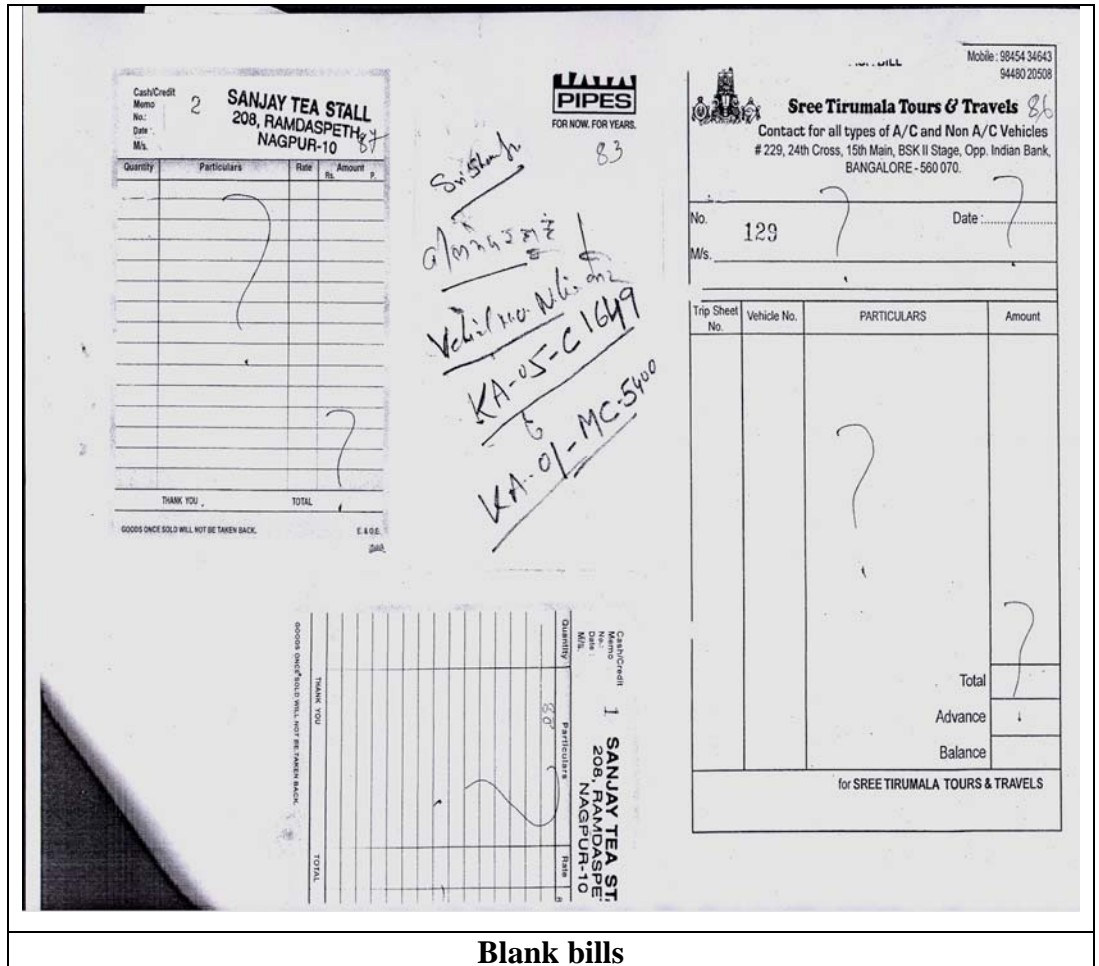 Cash/Credit
Memo
No.: 2
Date :
M/s.
SANJAY TEA STALL
208, RAMDASPETH,
NAGPUR-10
87
Quantity Particulars Rate Amount
Rs. P.
?
?
THANK YOU TOTAL
GOODS ONCE SOLD WILL NOT BE TAKEN BACK. E. & O.E.
PIPES
FOR NOW. FOR YEARS.
83
KA-05-C 1649
KA-01-MC-5400
BILL
Mobile : 98454 34643
94480 20508
Sree Tirumala Tours & Travels 86
Contact for all types of A/C and Non A/C Vehicles
# 229, 24th Cross, 15th Main, BSK II Stage, Opp. Indian Bank,
BANGALORE - 560 070.
No. 129 ? Date : ?
M/s.
Trip Sheet No. Vehicle No. PARTICULARS Amount
?
?
Total
Advance
Balance
for SREE TIRUMALA TOURS & TRAVELS
Cash/Credit
Memo
No.: 1
Date :
M/s.
SANJAY TEA ST.
208, RAMDASPE
NAGPUR-10
Quantity Particulars Rate
?
THANK YOU TOTAL
GOODS ONCE SOLD WILL NOT BE TAKEN BACK.
Blank bills